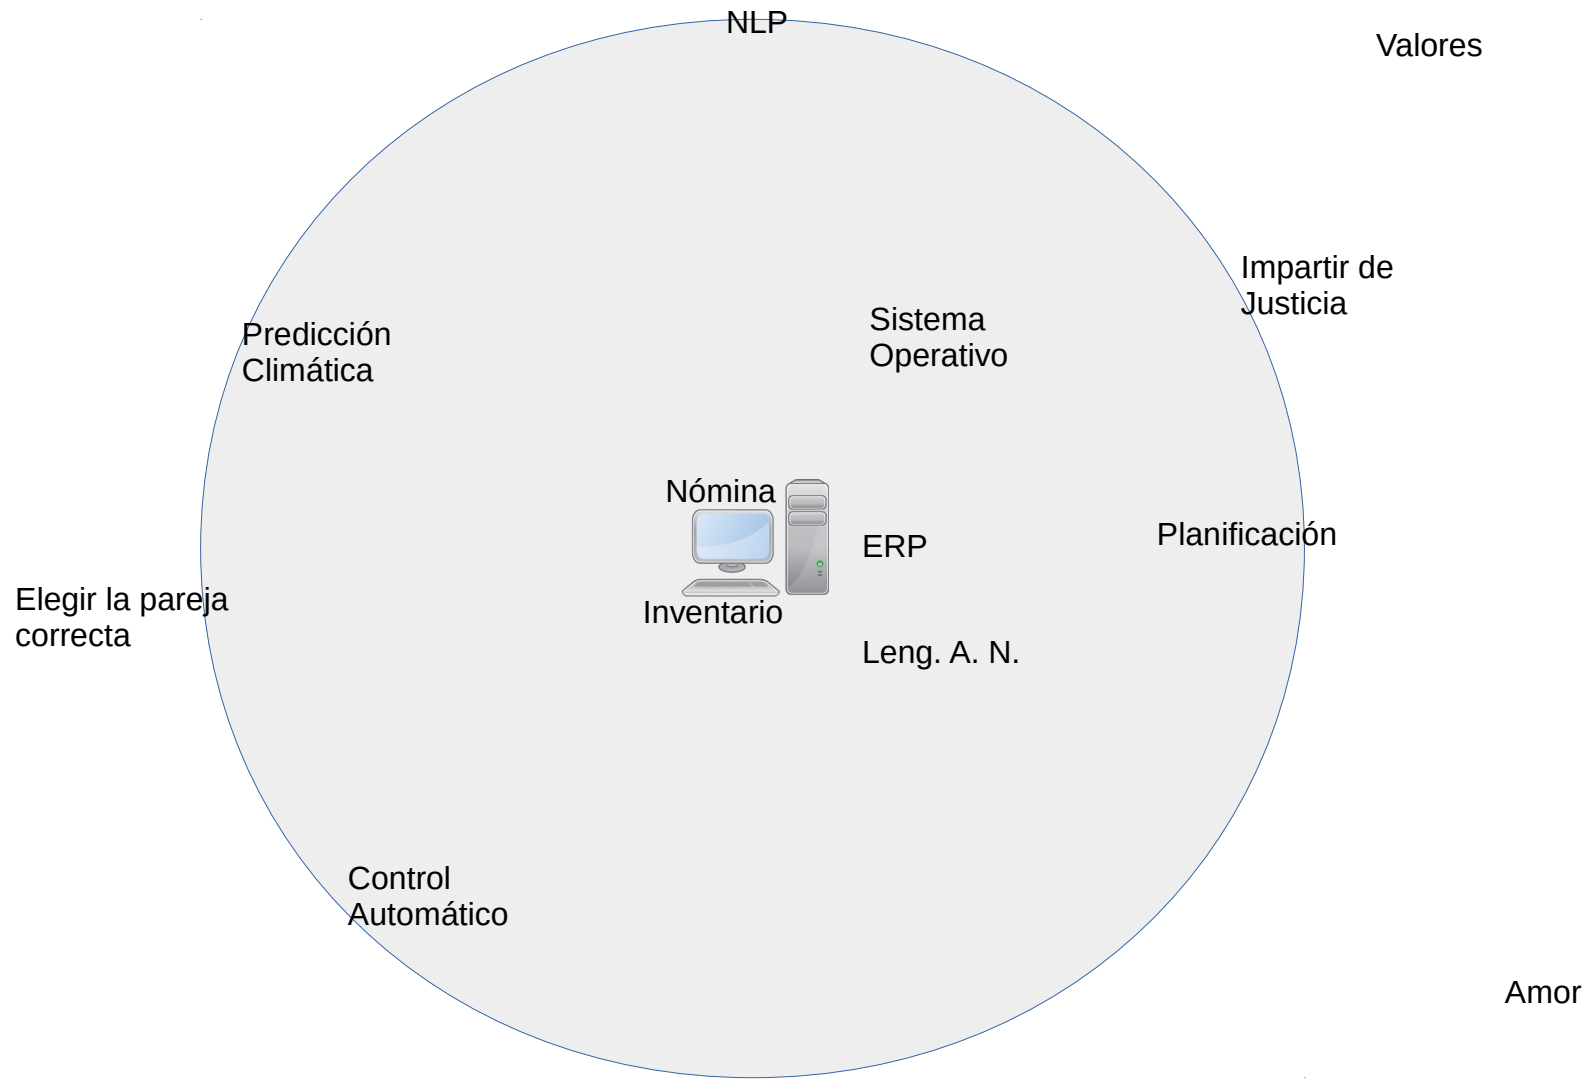 NLP
Valores
Impartir de
Justicia
Predicción
Climática
Sistema
Operativo
Nómina
ERP
Planificación
Elegir la pareja
correcta
Inventario
Leng. A. N.
Control
Automático
Amor